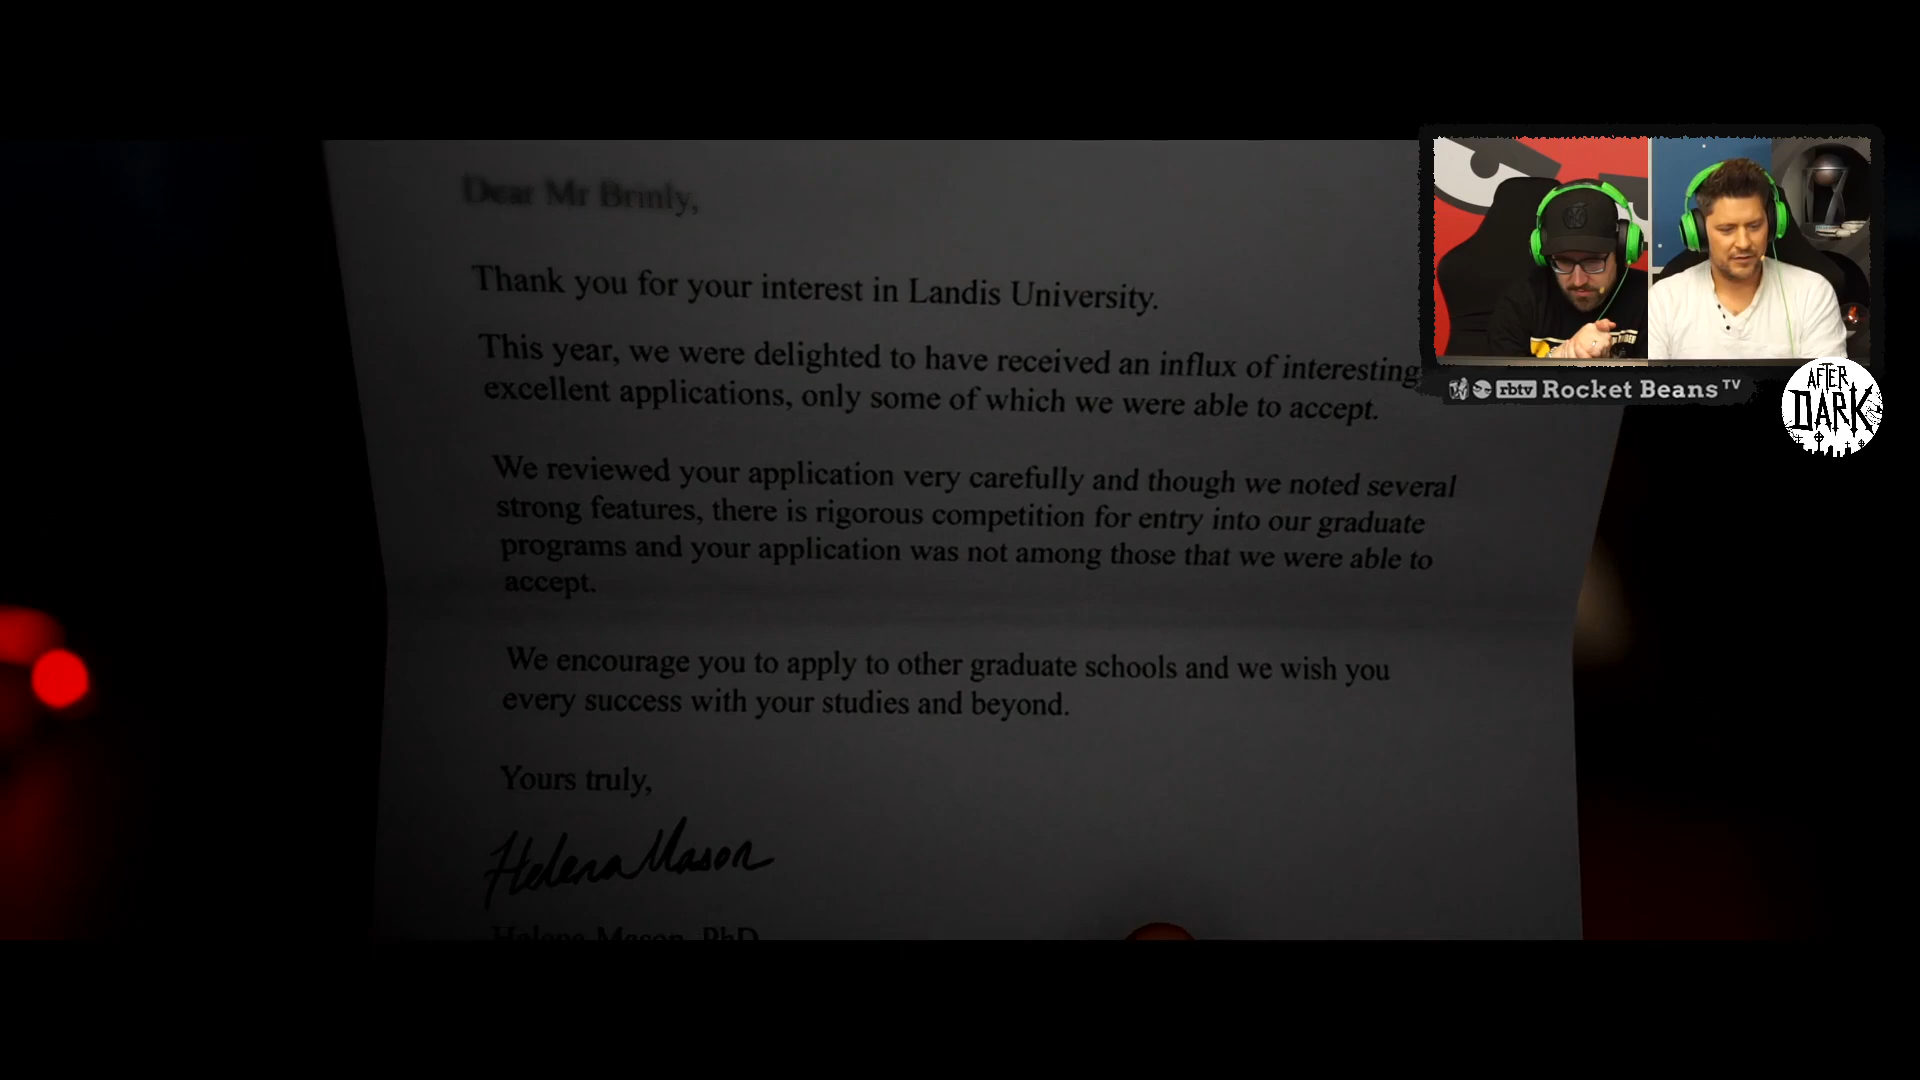 Dear Mr Brinly,
Thank you for your interest in Landis University.
This year, we were delighted to have received an influx of interesting
excellent applications, only some of which we were able to accept.
We reviewed your application very carefully and though we noted several
strong features, there is rigorous competition for entry into our graduate
programs and your application was not among those that we were able to
accept.
We encourage you to apply to other graduate schools and we wish you
every success with your studies and beyond.
Yours truly,
Helena Mason
Helena Mason, PhD
rbtv Rocket Beans TV
AFTER
DARK